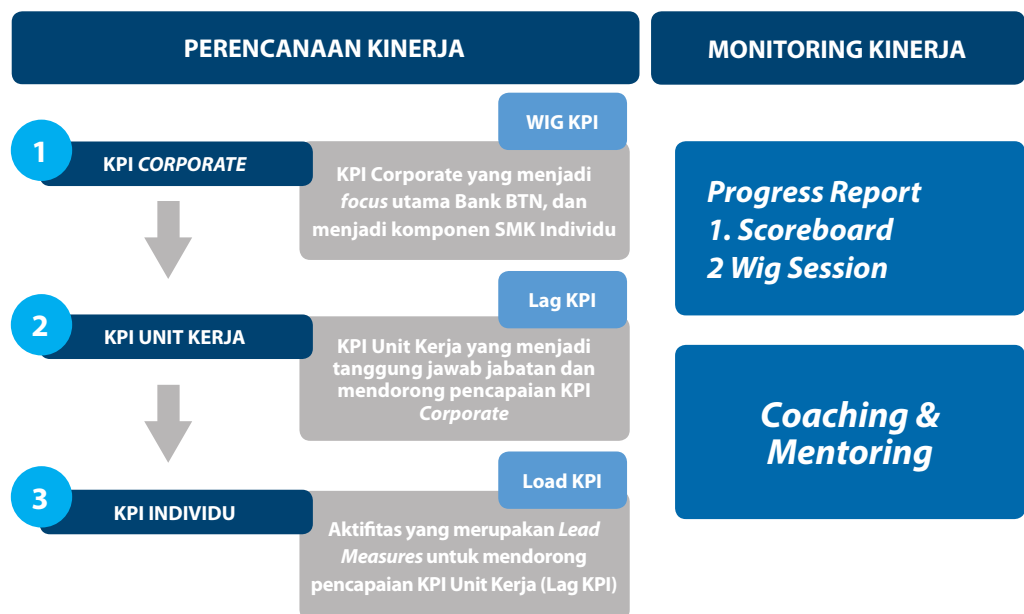 PERENCANAAN KINERJA
MONITORING KINERJA
WIG KPI
1
KPI CORPORATE
KPI Corporate yang menjadi
focus utama Bank BTN, dan
menjadi komponen SMK Individu
Lag KPI
2
KPI UNIT KERJA
KPI Unit Kerja yang menjadi
tanggung jawab jabatan dan
mendorong pencapaian KPI
Corporate
Load KPI
3
KPI INDIVIDU
Aktifitas yang merupakan Lead
Measures untuk mendorong
pencapaian KPI Unit Kerja (Lag KPI)
Progress Report
1. Scoreboard
2 Wig Session
Coaching &
Mentoring